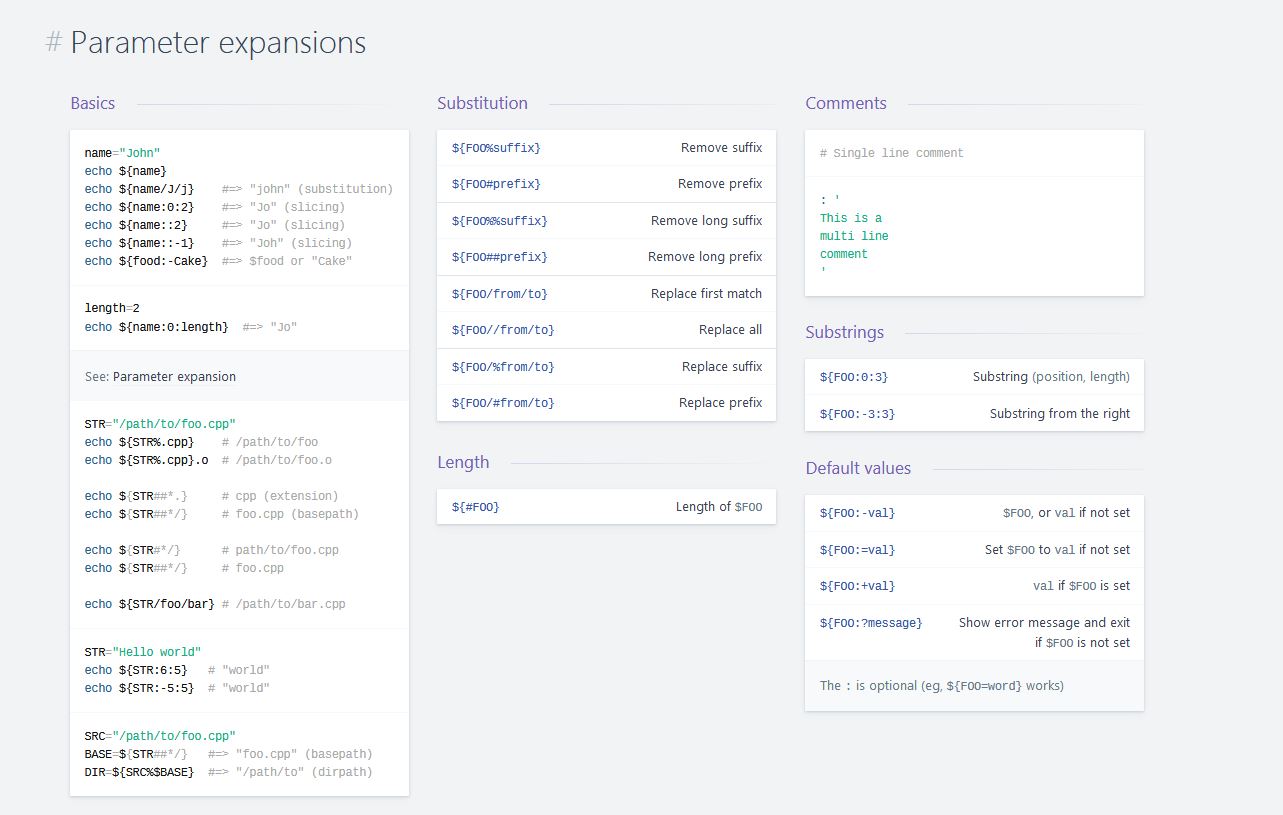 # Parameter expansions
Basics
name="John"
echo ${name}
echo ${name/J/j}    #=> "john" (substitution)
echo ${name:0:2}    #=> "Jo" (slicing)
echo ${name::2}     #=> "Jo" (slicing)
echo ${name::-1}    #=> "Joh" (slicing)
echo ${food:-Cake}  #=> $food or "Cake"
length=2
echo ${name:0:length}  #=> "Jo"
See: Parameter expansion
STR="/path/to/foo.cpp"
echo ${STR%.cpp}    # /path/to/foo
echo ${STR%.cpp}.o  # /path/to/foo.o
echo ${STR##*.}     # cpp (extension)
echo ${STR##*/}     # foo.cpp (basepath)
echo ${STR#*/}      # path/to/foo.cpp
echo ${STR##*/}     # foo.cpp
echo ${STR/foo/bar} # /path/to/bar.cpp
STR="Hello world"
echo ${STR:6:5}   # "world"
echo ${STR:-5:5}  # "world"
SRC="/path/to/foo.cpp"
BASE=${STR##*/}   #=> "foo.cpp" (basepath)
DIR=${SRC%$BASE}  #=> "/path/to" (dirpath)
Substitution
${FOO%suffix} Remove suffix
${FOO#prefix} Remove prefix
${FOO%%suffix} Remove long suffix
${FOO##prefix} Remove long prefix
${FOO/from/to} Replace first match
${FOO//from/to} Replace all
${FOO/%from/to} Replace suffix
${FOO/#from/to} Replace prefix
Length
${#FOO} Length of $FOO
Comments
# Single line comment
: '
This is a
multi line
comment
'
Substrings
${FOO:0:3} Substring (position, length)
${FOO:-3:3} Substring from the right
Default values
${FOO:-val} $FOO, or val if not set
${FOO:=val} Set $FOO to val if not set
${FOO:+val} val if $FOO is set
${FOO:?message} Show error message and exit
if $FOO is not set
The : is optional (eg, ${FOO=word} works)